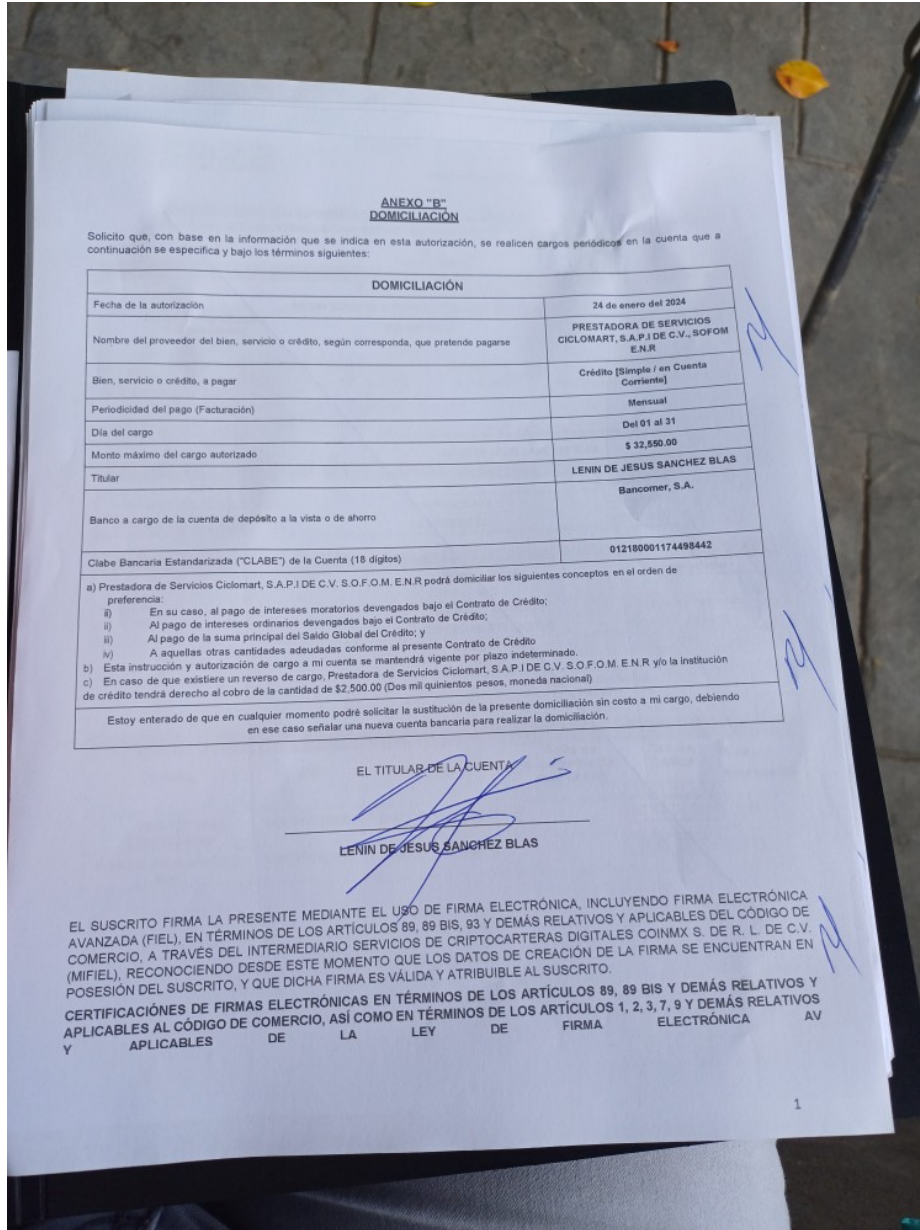 ANEXO "B"
DOMICILIACIÓN
Solicito que, con base en la información que se indica en esta autorización, se realicen cargos periódicos en la cuenta que a
continuación se especifica y bajo los términos siguientes:
DOMICILIACIÓN
Fecha de la autorización
24 de enero del 2024
Nombre del proveedor del bien, servicio o crédito, según corresponda, que pretende pagarse
PRESTADORA DE SERVICIOS
CICLOMART, S.A.P.I DE C.V., SOFOM
E.N.R
Bien, servicio o crédito, a pagar
Crédito [Simple / en Cuenta
Corriente]
Periodicidad del pago (Facturación)
Mensual
Día del cargo
Del 01 al 31
Monto máximo del cargo autorizado
$ 32,550.00
Titular
LENIN DE JESUS SANCHEZ BLAS
Banco a cargo de la cuenta de depósito a la vista o de ahorro
Bancomer, S.A.
Clabe Bancaria Estandarizada ("CLABE") de la Cuenta (18 dígitos)
012180001174498442
a) Prestadora de Servicios Ciclomart, S.A.P.I DE C.V. S.O.F.O.M. E.N.R podrá domiciliar los siguientes conceptos en el orden de
preferencia:
ii) En su caso, al pago de intereses moratorios devengados bajo el Contrato de Crédito;
ii) Al pago de intereses ordinarios devengados bajo el Contrato de Crédito;
iii) Al pago de la suma principal del Saldo Global del Crédito; y
iv) A aquellas otras cantidades adeudadas conforme al presente Contrato de Crédito
b) Esta instrucción y autorización de cargo a mi cuenta se mantendrá vigente por plazo indeterminado.
c) En caso de que existiere un reverso de cargo, Prestadora de Servicios Ciclomart, S.A.P.I DE C.V. S.O.F.O.M. E.N.R y/o la Institución
de crédito tendrá derecho al cobro de la cantidad de $2,500.00 (Dos mil quinientos pesos, moneda nacional)
Estoy enterado de que en cualquier momento podré solicitar la sustitución de la presente domiciliación sin costo a mi cargo, debiendo
en ese caso señalar una nueva cuenta bancaria para realizar la domiciliación.
EL TITULAR DE LA CUENTA
LENIN DE JESUS SANCHEZ BLAS
EL SUSCRITO FIRMA LA PRESENTE MEDIANTE EL USO DE FIRMA ELECTRÓNICA, INCLUYENDO FIRMA ELECTRÓNICA
AVANZADA (FIEL), EN TÉRMINOS DE LOS ARTÍCULOS 89, 89 BIS, 93 Y DEMÁS RELATIVOS Y APLICABLES DEL CÓDIGO DE
COMERCIO, A TRAVÉS DEL INTERMEDIARIO SERVICIOS DE CRIPTOCARTERAS DIGITALES COINMX S. DE R. L. DE C.V.
(MIFIEL), RECONOCIENDO DESDE ESTE MOMENTO QUE LOS DATOS DE CREACIÓN DE LA FIRMA SE ENCUENTRAN EN
POSESIÓN DEL SUSCRITO, Y QUE DICHA FIRMA ES VÁLIDA Y ATRIBUIBLE AL SUSCRITO.
CERTIFICACIÓNES DE FIRMAS ELECTRÓNICAS EN TÉRMINOS DE LOS ARTÍCULOS 89, 89 BIS Y DEMÁS RELATIVOS Y
APLICABLES AL CÓDIGO DE COMERCIO, ASÍ COMO EN TÉRMINOS DE LOS ARTÍCULOS 1, 2, 3, 7, 9 Y DEMÁS RELATIVOS
Y APLICABLES DE LA LEY DE FIRMA ELECTRÓNICA AV
1